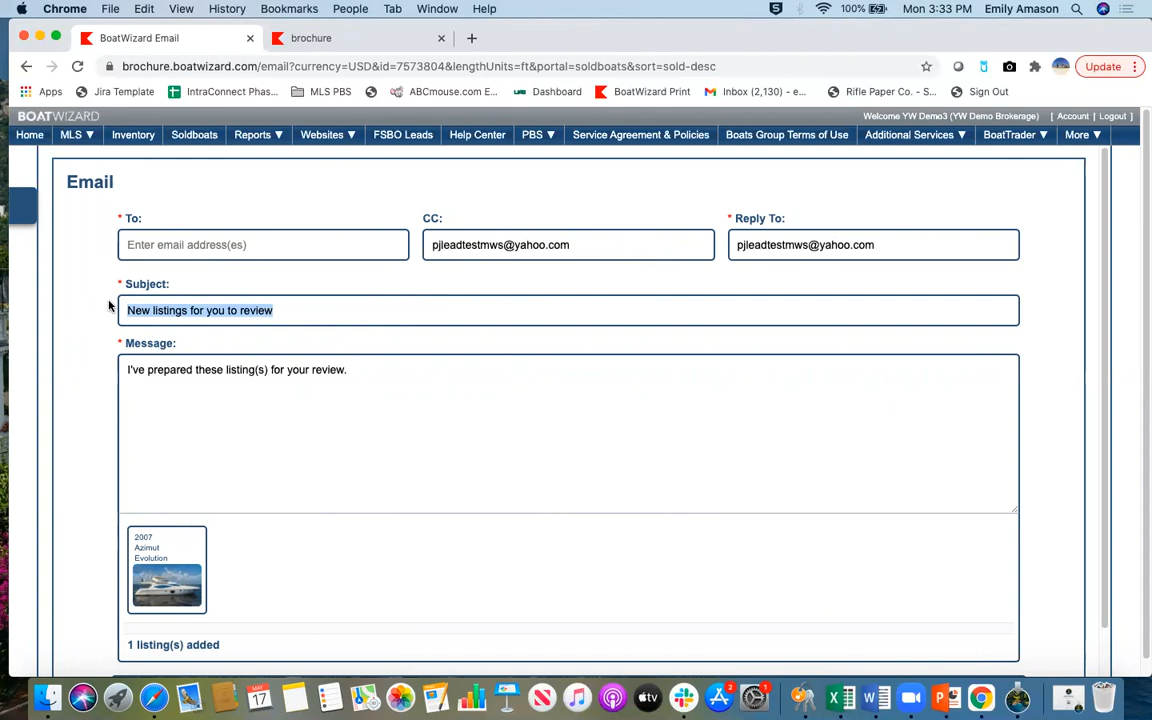 Chrome File Edit View History Bookmarks People Tab Window Help 100% Mon 3:33 PM Emily Amason
BoatWizard Email brochure
brochure.boatwizard.com/email?currency=USD&id=7573804&lengthUnits=ft&portal=soldboats&sort=sold-desc Update
Apps Jira Template IntraConnect Phas... MLS PBS ABCmouse.com E... Dashboard BoatWizard Print Inbox (2,130) - e... Rifle Paper Co. - S... Sign Out
BOATWIZARD Welcome YW Demo3 (YW Demo Brokerage) [ Account | Logout ]
Home MLS ▼ Inventory Soldboats Reports ▼ Websites ▼ FSBO Leads Help Center PBS ▼ Service Agreement & Policies Boats Group Terms of Use Additional Services ▼ BoatTrader ▼ More ▼
Email
* To: CC: * Reply To:
Enter email address(es) pjleadtestmws@yahoo.com pjleadtestmws@yahoo.com
* Subject:
New listings for you to review
* Message:
I've prepared these listing(s) for your review.
2007
Azimut
Evolution
1 listing(s) added
MAY
17
2
1